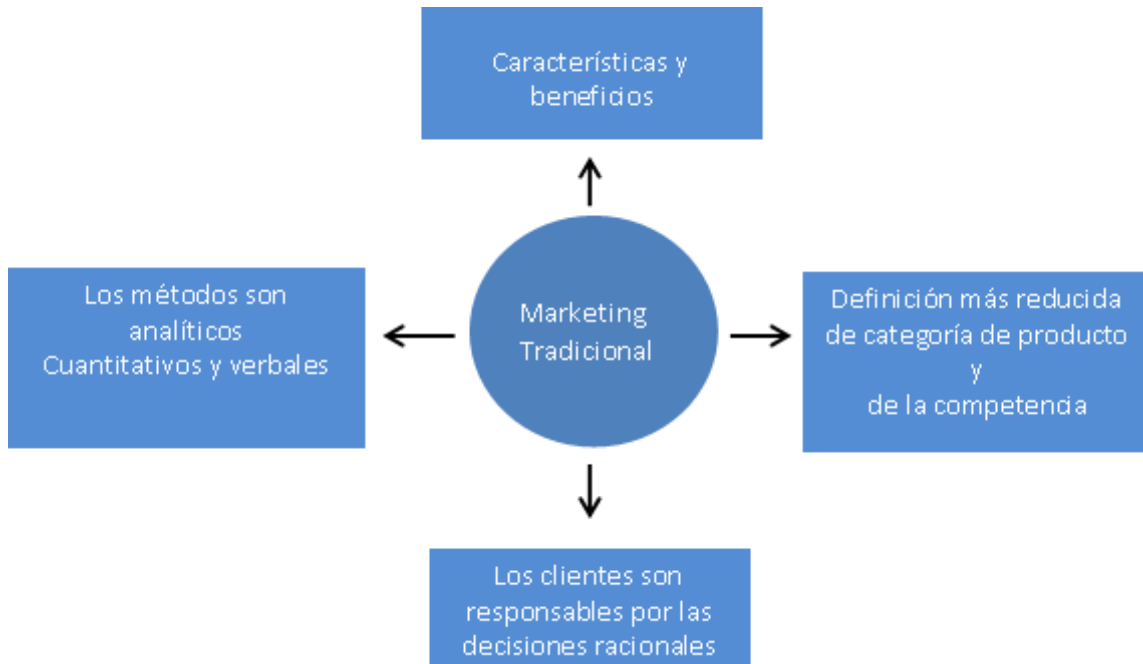 Características y
beneficios
Los métodos son
analíticos
Cuantitativos y verbales
Marketing
Tradicional
Definición más reducida
de categoría de producto
y
de la competencia
Los clientes son
responsables por las
decisiones racionales